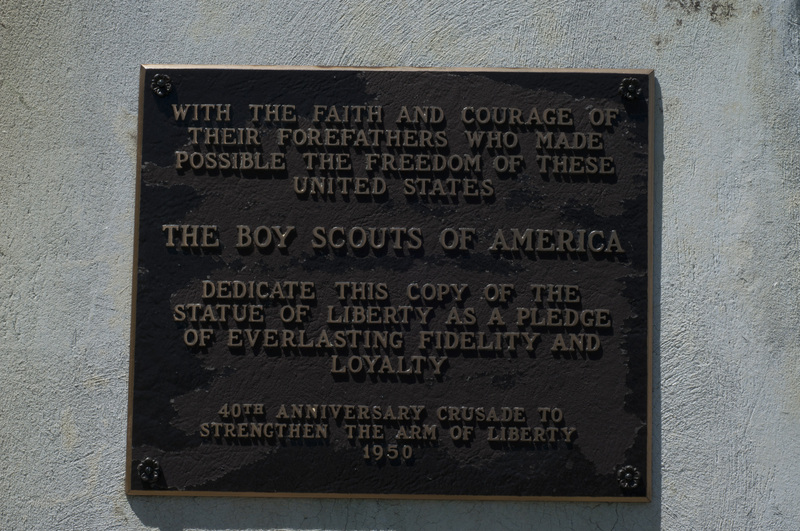 WITH THE FAITH AND COURAGE OF
THEIR FOREFATHERS WHO MADE
POSSIBLE THE FREEDOM OF THESE
UNITED STATES
THE BOY SCOUTS OF AMERICA
DEDICATE THIS COPY OF THE
STATUE OF LIBERTY AS A PLEDGE
OF EVERLASTING FIDELITY AND
LOYALTY
40TH ANNIVERSARY CRUSADE TO
STRENGTHEN THE ARM OF LIBERTY
1950